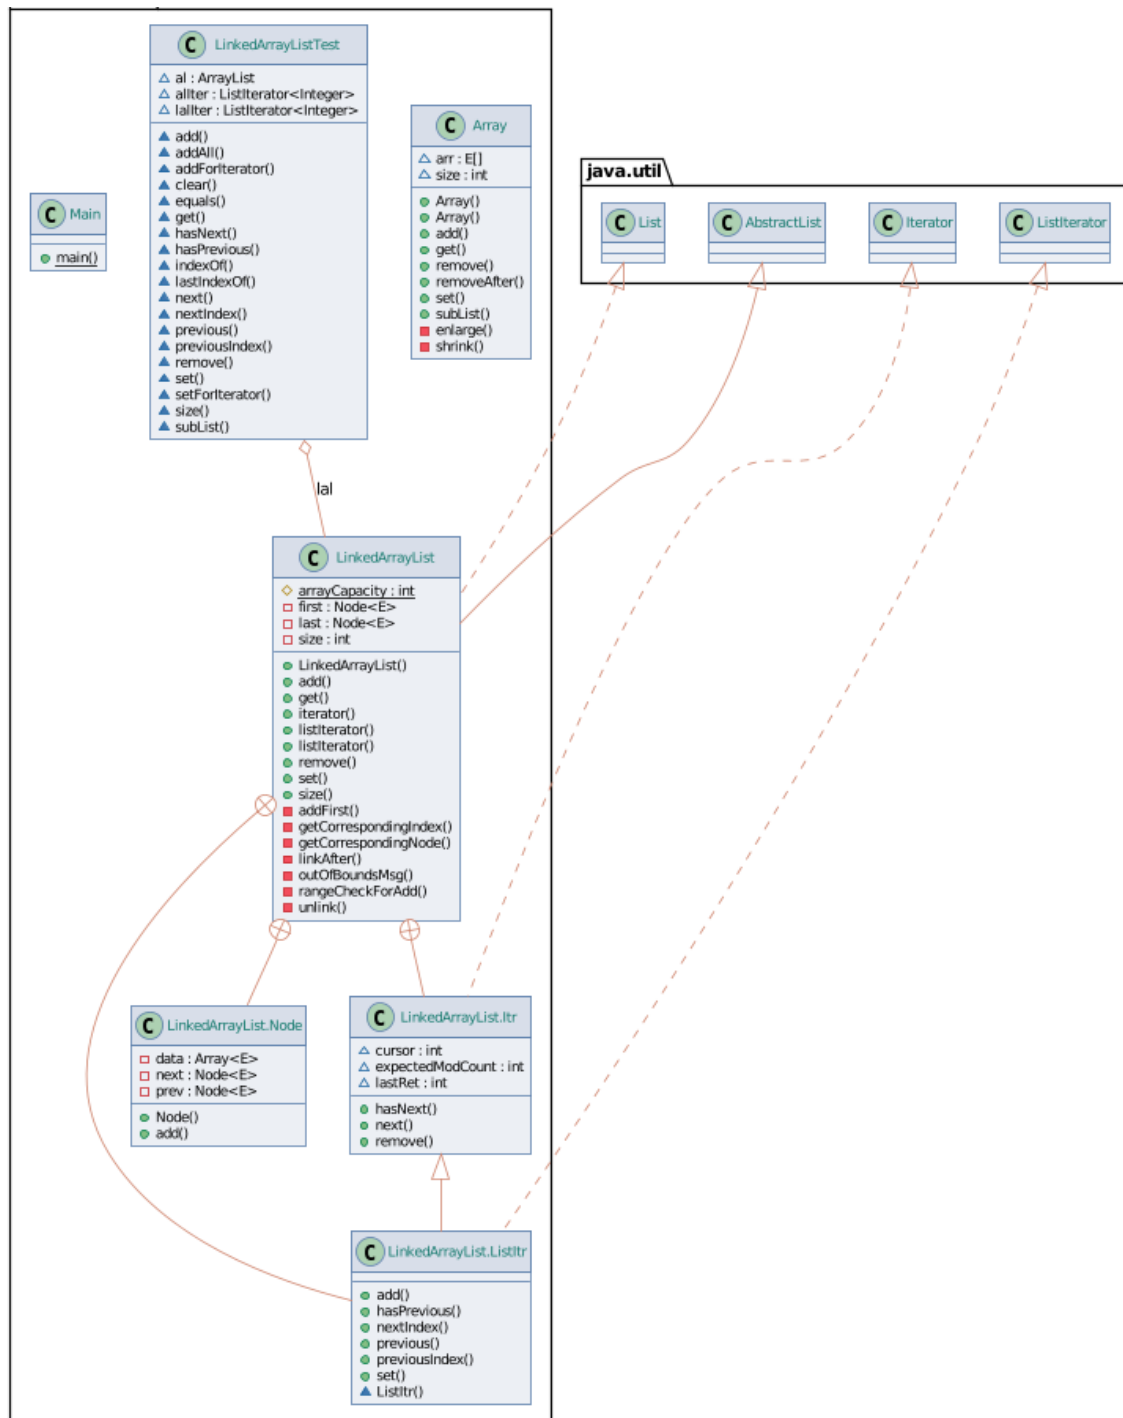 C LinkedArrayListTest
al : ArrayList
alIter : ListIterator<Integer>
lalIter : ListIterator<Integer>
add()
addAll()
addForIterator()
clear()
equals()
get()
hasNext()
hasPrevious()
indexOf()
lastIndexOf()
next()
nextIndex()
previous()
previousIndex()
remove()
set()
setForIterator()
size()
subList()
C Array
arr : E[]
size : int
Array()
Array()
add()
get()
remove()
removeAfter()
set()
subList()
enlarge()
shrink()
C Main
main()
java.util
C List
C AbstractList
C Iterator
C ListIterator
lal
C LinkedArrayList
arrayCapacity : int
first : Node<E>
last : Node<E>
size : int
LinkedArrayList()
add()
get()
iterator()
listIterator()
listIterator()
remove()
set()
size()
addFirst()
getCorrespondingIndex()
getCorrespondingNode()
linkAfter()
outOfBoundsMsg()
rangeCheckForAdd()
unlink()
C LinkedArrayList.Node
data : Array<E>
next : Node<E>
prev : Node<E>
Node()
add()
C LinkedArrayList.Itr
cursor : int
expectedModCount : int
lastRet : int
hasNext()
next()
remove()
C LinkedArrayList.ListItr
add()
hasPrevious()
nextIndex()
previous()
previousIndex()
set()
ListItr()